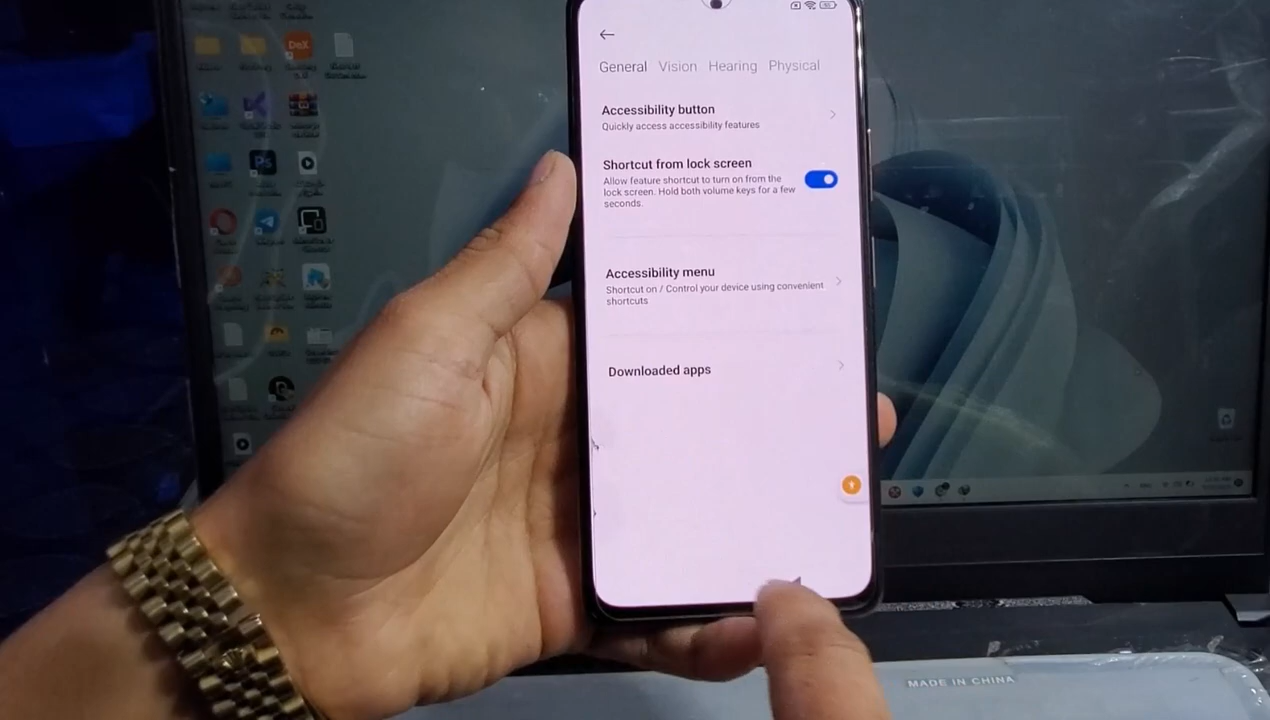 General Vision Hearing Physical
Accessibility button
Quickly access accessibility features
Shortcut from lock screen
Allow feature shortcut to turn on from the
lock screen. Hold both volume keys for a few
seconds.
Accessibility menu
Shortcut on / Control your device using convenient
shortcuts
Downloaded apps
DeX
Ps
MADE IN CHINA